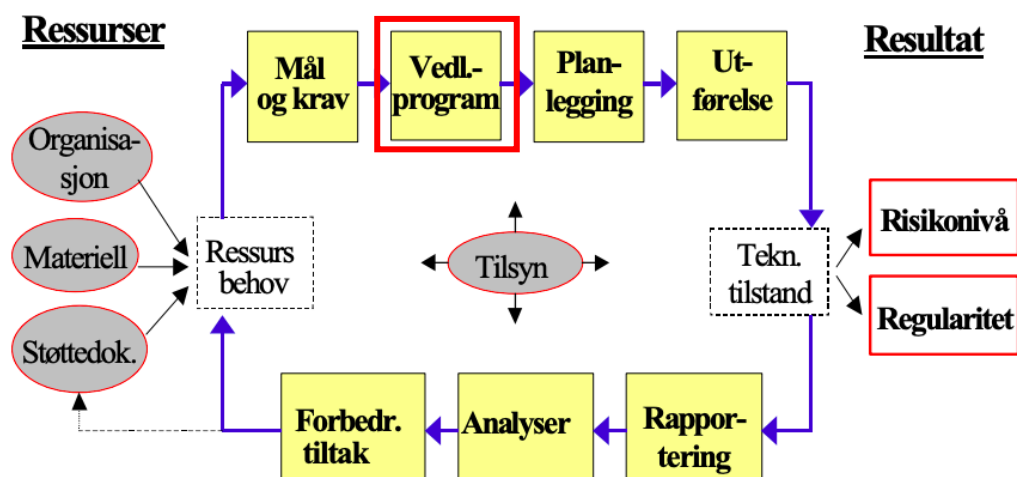 Ressurser
Resultat
Mål
og krav
Vedl.-
program
Plan-
legging
Ut-
førelse
Organisa-
sjon
Materiell
Støttedok.
Ressurs
behov
Tilsyn
Tekn.
tilstand
Risikonivå
Regularitet
Forbedr.
tiltak
Analyser
Rappor-
tering